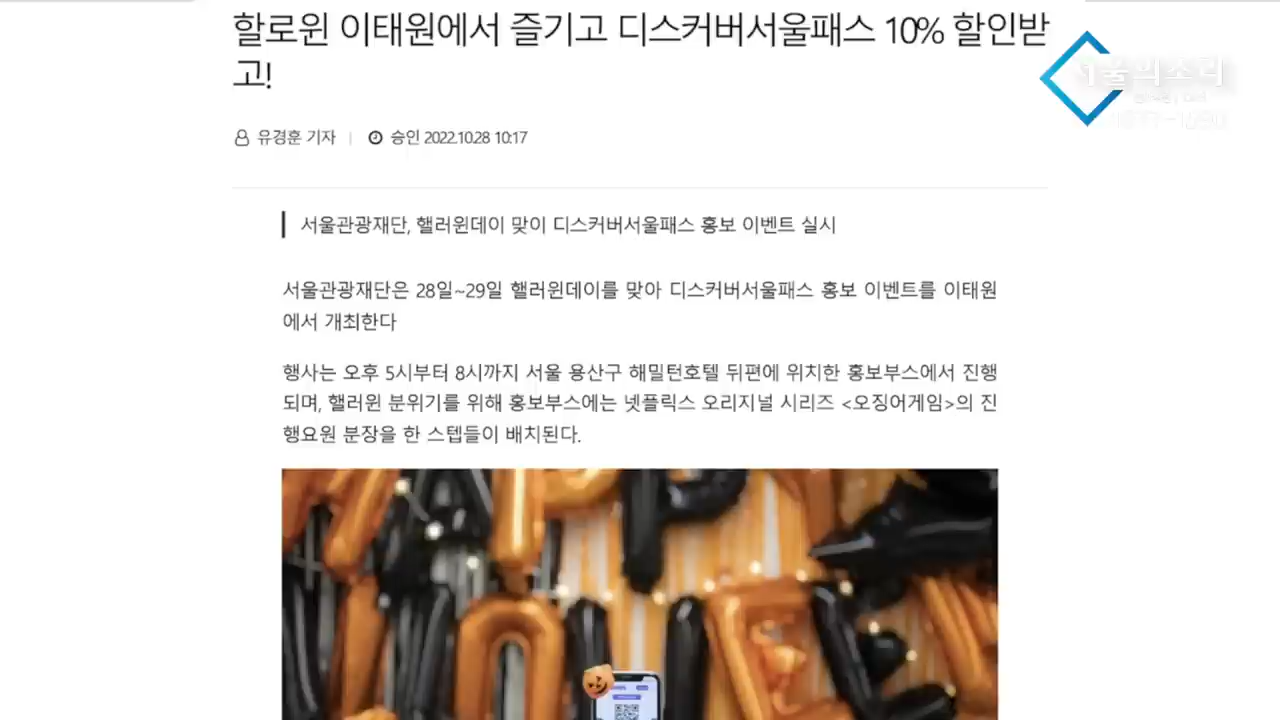 할로윈 이태원에서 즐기고 디스커버서울패스 10% 할인받
고!
서울의소리
유경훈 기자 | 승인 2022.10.28 10:17
서울관광재단, 핼러윈데이 맞이 디스커버서울패스 홍보 이벤트 실시
서울관광재단은 28일~29일 핼러윈데이를 맞아 디스커버서울패스 홍보 이벤트를 이태원
에서 개최한다
행사는 오후 5시부터 8시까지 서울 용산구 해밀턴호텔 뒤편에 위치한 홍보부스에서 진행
되며, 핼러윈 분위기를 위해 홍보부스에는 넷플릭스 오리지널 시리즈 <오징어게임>의 진
행요원 분장을 한 스텝들이 배치된다.